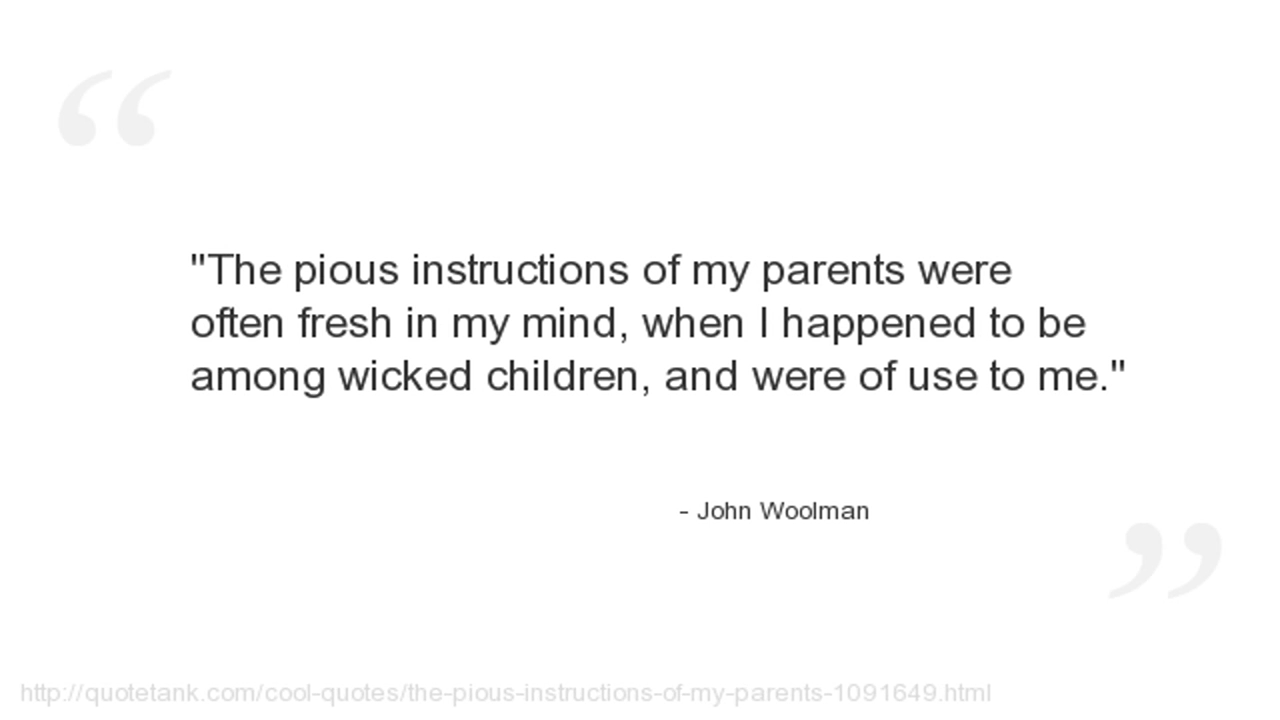 "The pious instructions of my parents were
often fresh in my mind, when I happened to be
among wicked children, and were of use to me."
- John Woolman
http://quotetank.com/cool-quotes/the-pious-instructions-of-my-parents-1091649.html